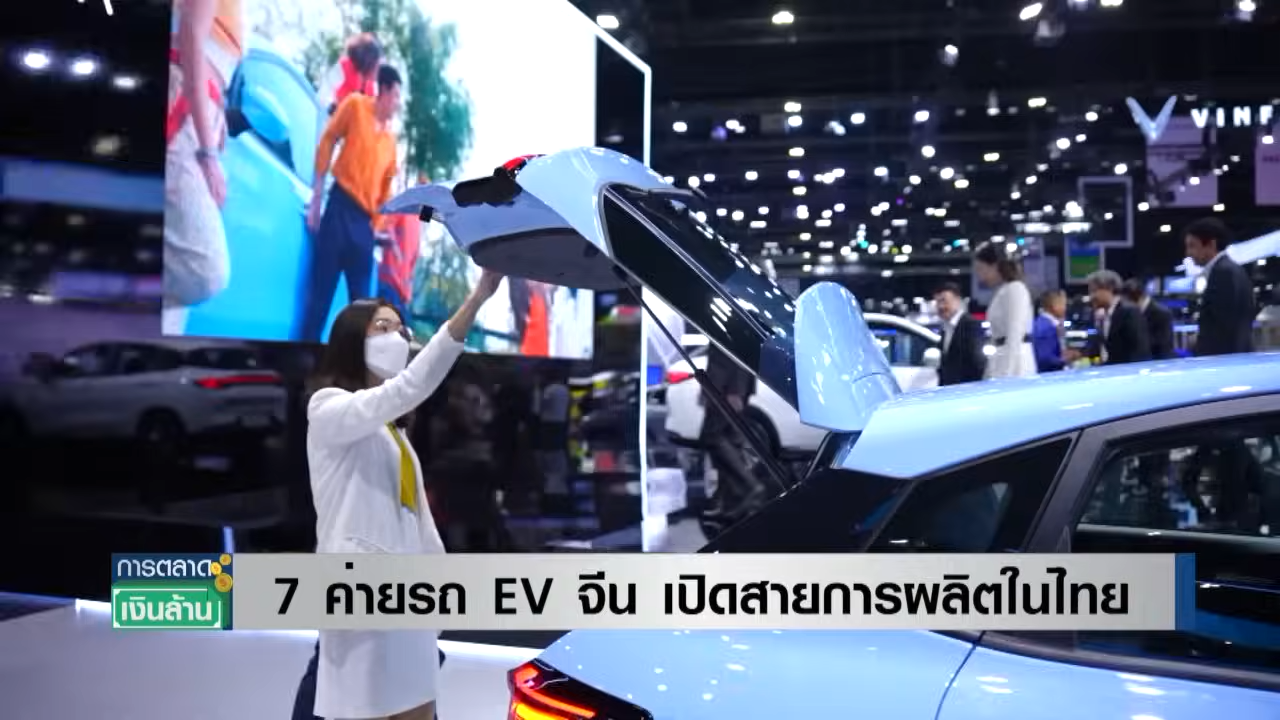 VINF
การตลาด
เงินล้าน
7 ค่ายรถ EV จีน เปิดสายการผลิตในไทย